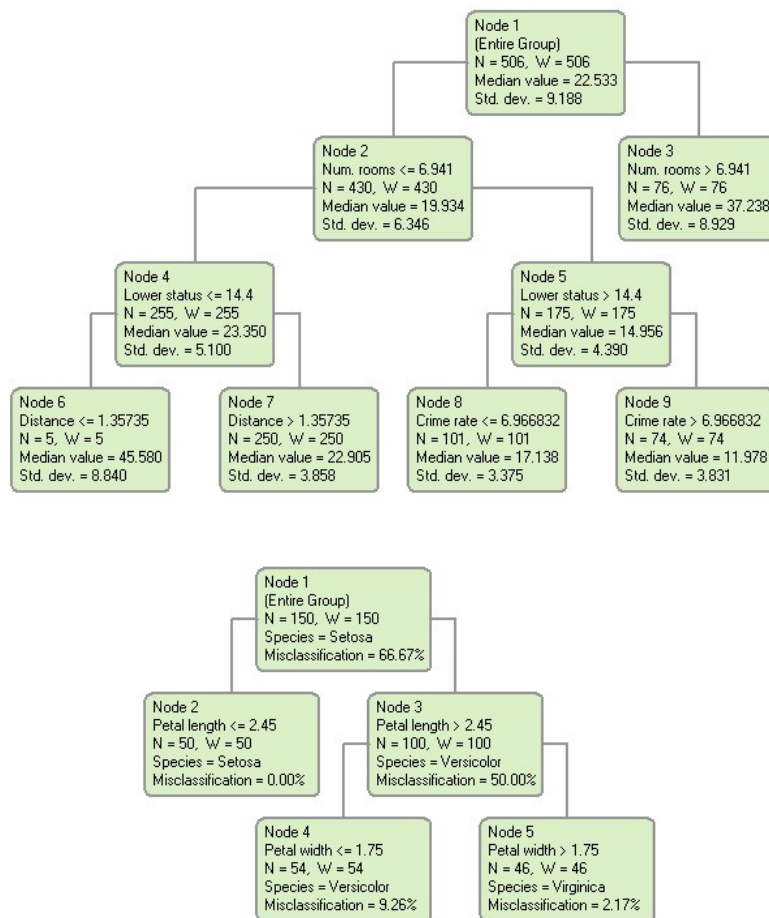 Node 1
(Entire Group)
N = 506, W = 506
Median value = 22.533
Std. dev. = 9.188
Node 2
Num. rooms <= 6.941
N = 430, W = 430
Median value = 19.934
Std. dev. = 6.346
Node 3
Num. rooms > 6.941
N = 76, W = 76
Median value = 37.238
Std. dev. = 8.929
Node 4
Lower status <= 14.4
N = 255, W = 255
Median value = 23.350
Std. dev. = 5.100
Node 5
Lower status > 14.4
N = 175, W = 175
Median value = 14.956
Std. dev. = 4.390
Node 6
Distance <= 1.35735
N = 5, W = 5
Median value = 45.580
Std. dev. = 8.840
Node 7
Distance > 1.35735
N = 250, W = 250
Median value = 22.905
Std. dev. = 3.858
Node 8
Crime rate <= 6.966832
N = 101, W = 101
Median value = 17.138
Std. dev. = 3.375
Node 9
Crime rate > 6.966832
N = 74, W = 74
Median value = 11.978
Std. dev. = 3.831
Node 1
(Entire Group)
N = 150, W = 150
Species = Setosa
Misclassification = 66.67%
Node 2
Petal length <= 2.45
N = 50, W = 50
Species = Setosa
Misclassification = 0.00%
Node 3
Petal length > 2.45
N = 100, W = 100
Species = Versicolor
Misclassification = 50.00%
Node 4
Petal width <= 1.75
N = 54, W = 54
Species = Versicolor
Misclassification = 9.26%
Node 5
Petal width > 1.75
N = 46, W = 46
Species = Virginica
Misclassification = 2.17%